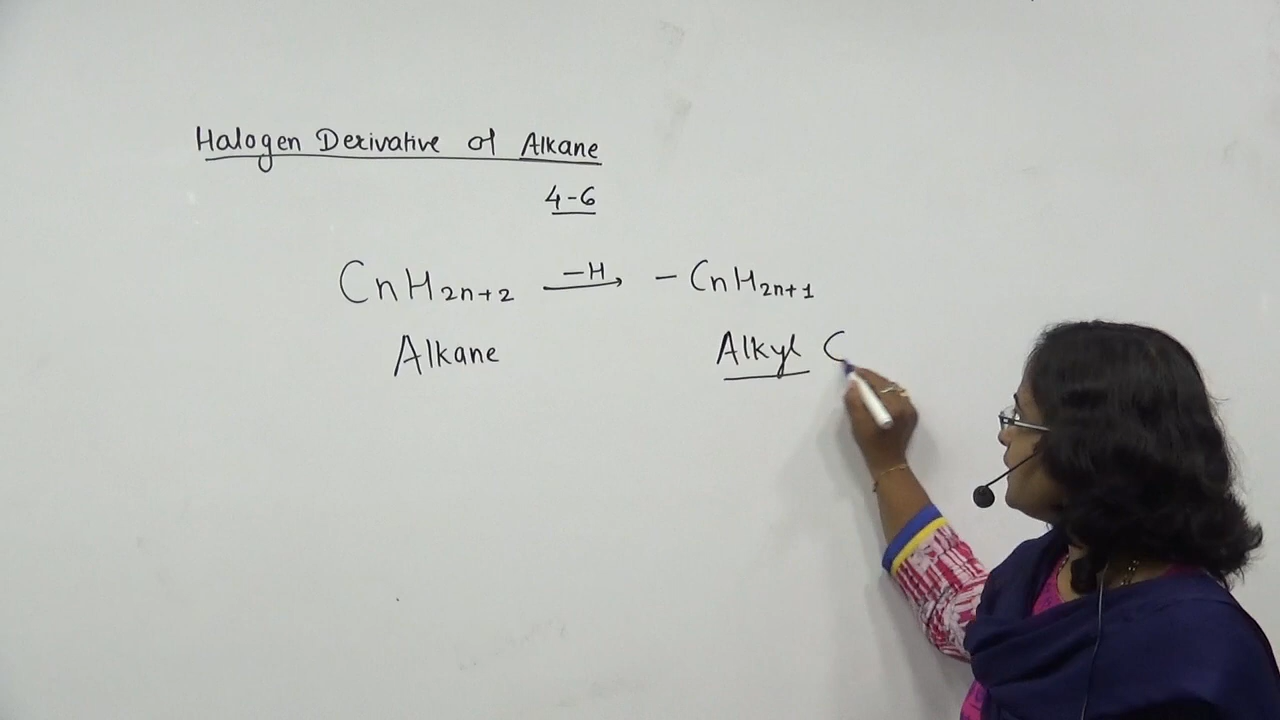 Halogen Derivative of Alkane
4-6
CnH2n+2 —H→ – CnH2n+1
Alkane Alkyl C